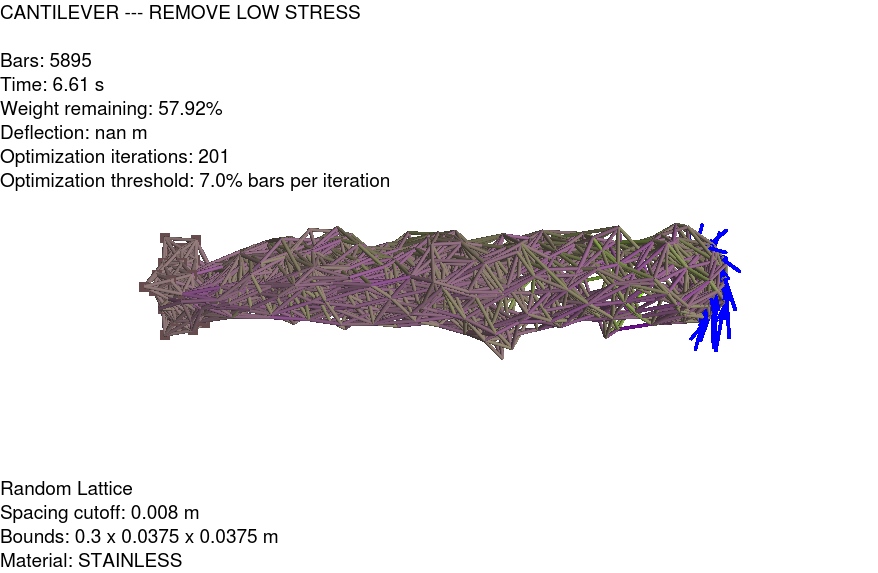 CANTILEVER --- REMOVE LOW STRESS
Bars: 5895
Time: 6.61 s
Weight remaining: 57.92%
Deflection: nan m
Optimization iterations: 201
Optimization threshold: 7.0% bars per iteration
Random Lattice
Spacing cutoff: 0.008 m
Bounds: 0.3 x 0.0375 x 0.0375 m
Material: STAINLESS